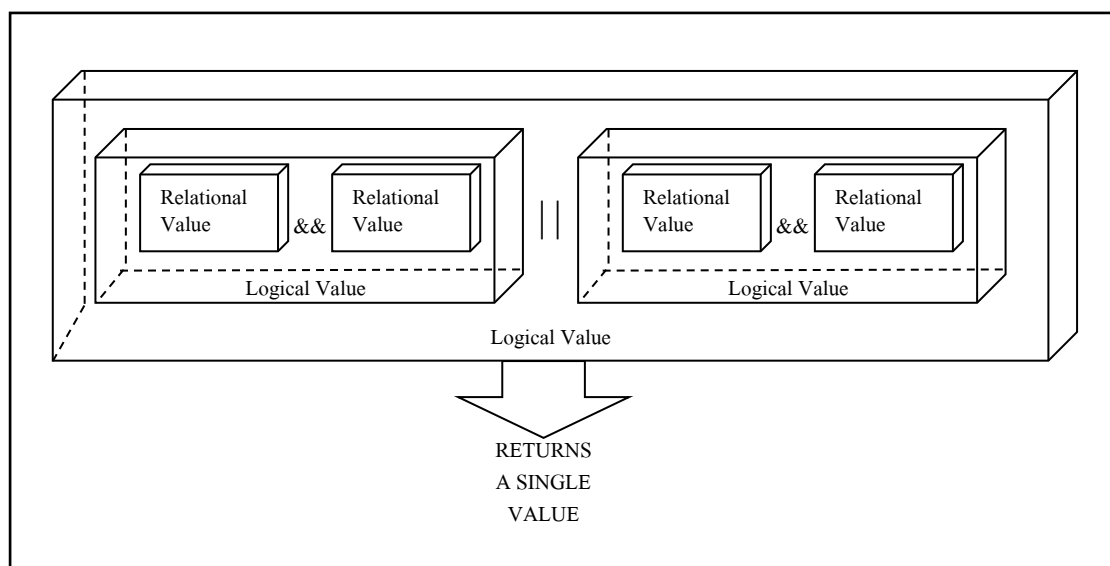 Relational
Value
&&
Relational
Value
||
Relational
Value
&&
Relational
Value
Logical Value
Logical Value
Logical Value
RETURNS
A SINGLE
VALUE